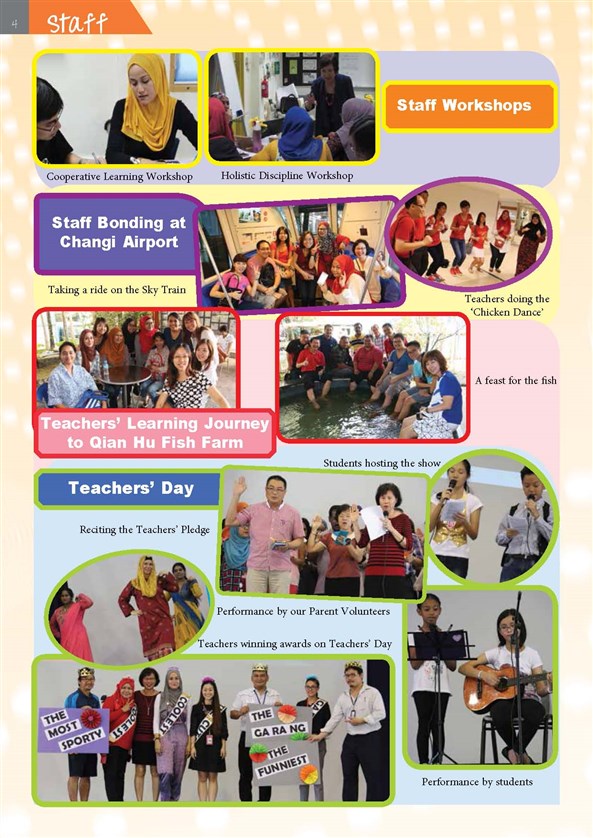 4
Staff
Staff Workshops
Cooperative Learning Workshop
Holistic Discipline Workshop
Staff Bonding at
Changi Airport
Taking a ride on the Sky Train
Teachers doing the
'Chicken Dance'
A feast for the fish
Teachers' Learning Journey
to Qian Hu Fish Farm
Students hosting the show
Teachers' Day
Reciting the Teachers' Pledge
Performance by our Parent Volunteers
Teachers winning awards on Teachers' Day
THE
MOST
SPORTY
COOLEST
THE
GARANG
THE
FUNNIEST
Performance by students